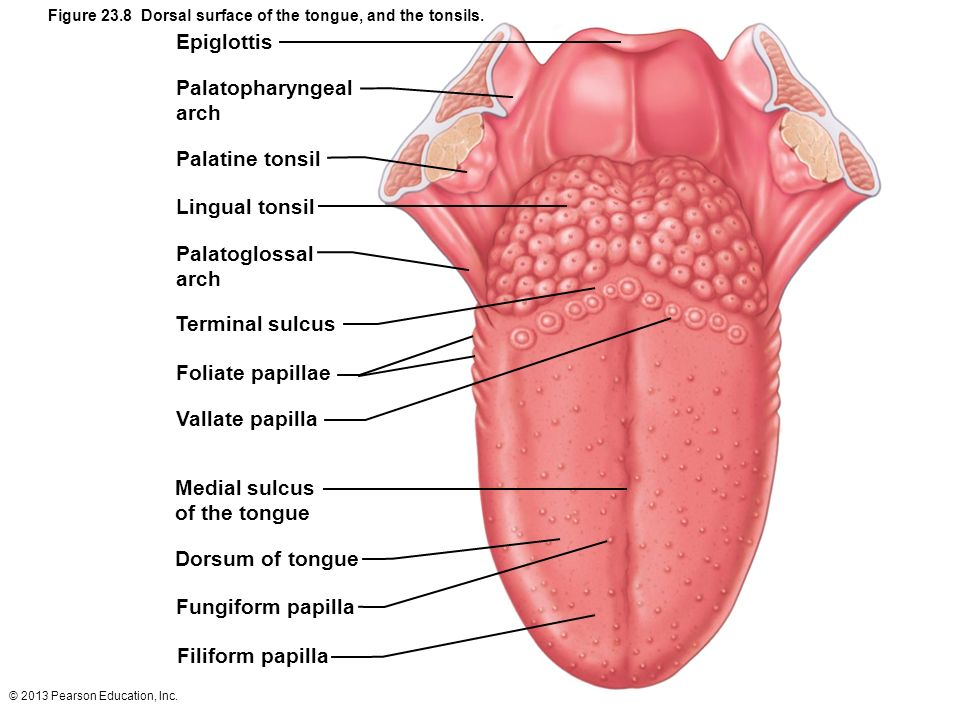 Figure 23.8 Dorsal surface of the tongue, and the tonsils.
Epiglottis
Palatopharyngeal
arch
Palatine tonsil
Lingual tonsil
Palatoglossal
arch
Terminal sulcus
Foliate papillae
Vallate papilla
Medial sulcus
of the tongue
Dorsum of tongue
Fungiform papilla
Filiform papilla
© 2013 Pearson Education, Inc.